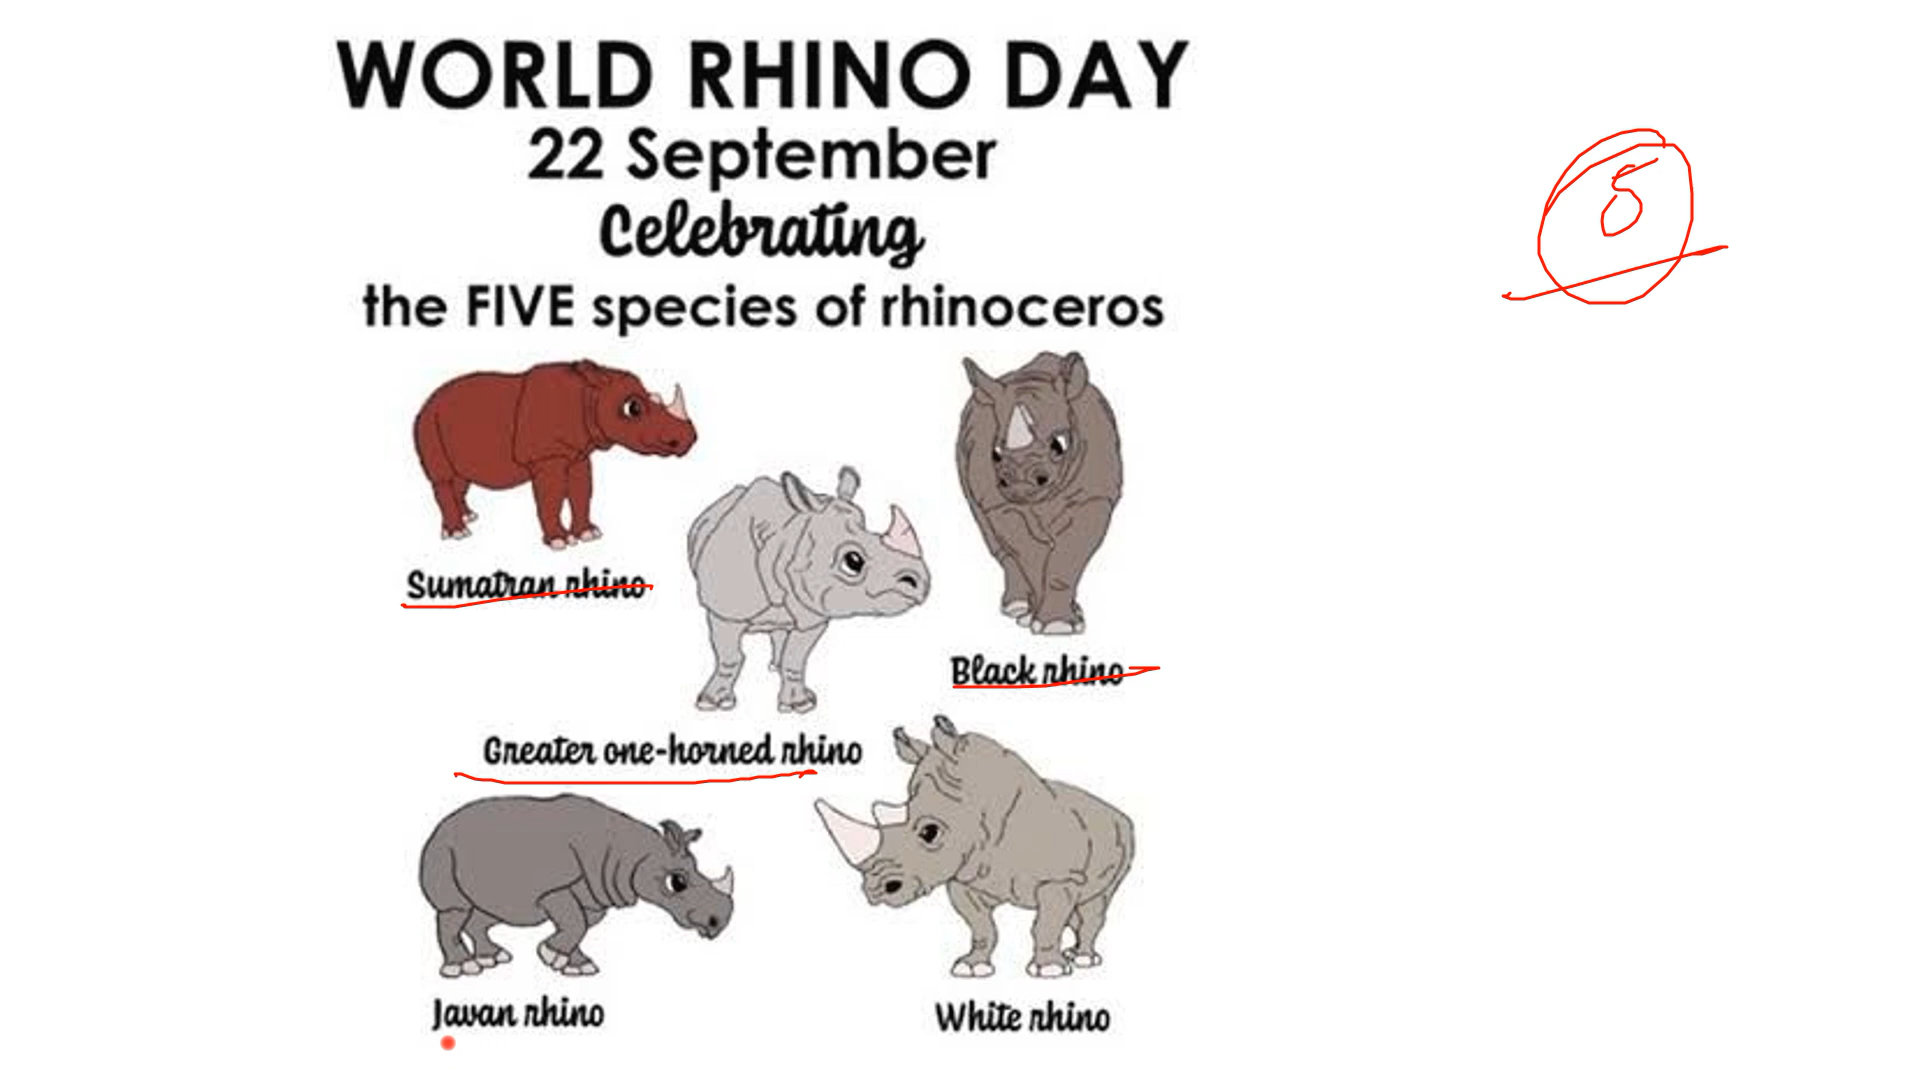 WORLD RHINO DAY
22 September
Celebrating
the FIVE species of rhinoceros
5
Sumatran rhino
Black rhino
Greater one-horned rhino
Javan rhino
White rhino